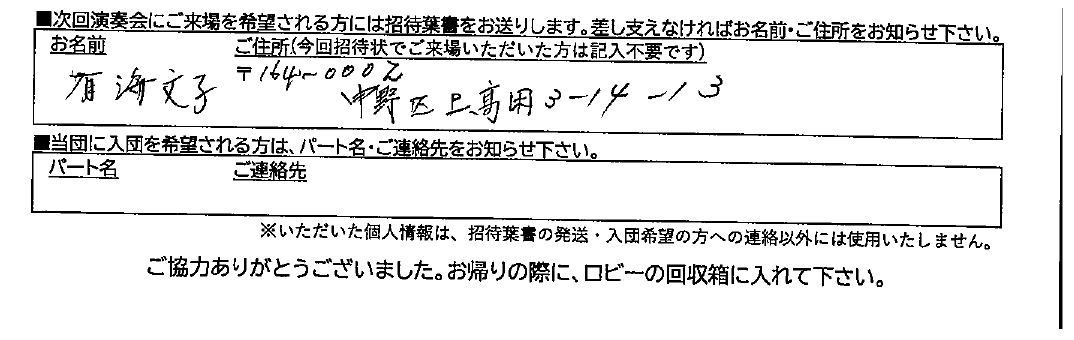 ■次回演奏会にご来場を希望される方には招待葉書をお送りします。差し支えなければお名前・ご住所をお知らせ下さい。
お名前 ご住所(今回招待状でご来場いただいた方は記入不要です)
〒164-0002
有海文子 中野区上高田3-14-13
■当団に入団を希望される方は、パート名・ご連絡先をお知らせ下さい。
パート名 ご連絡先
※いただいた個人情報は、招待葉書の発送・入団希望の方への連絡以外には使用いたしません。
ご協力ありがとうございました。お帰りの際に、ロビーの回収箱に入れて下さい。